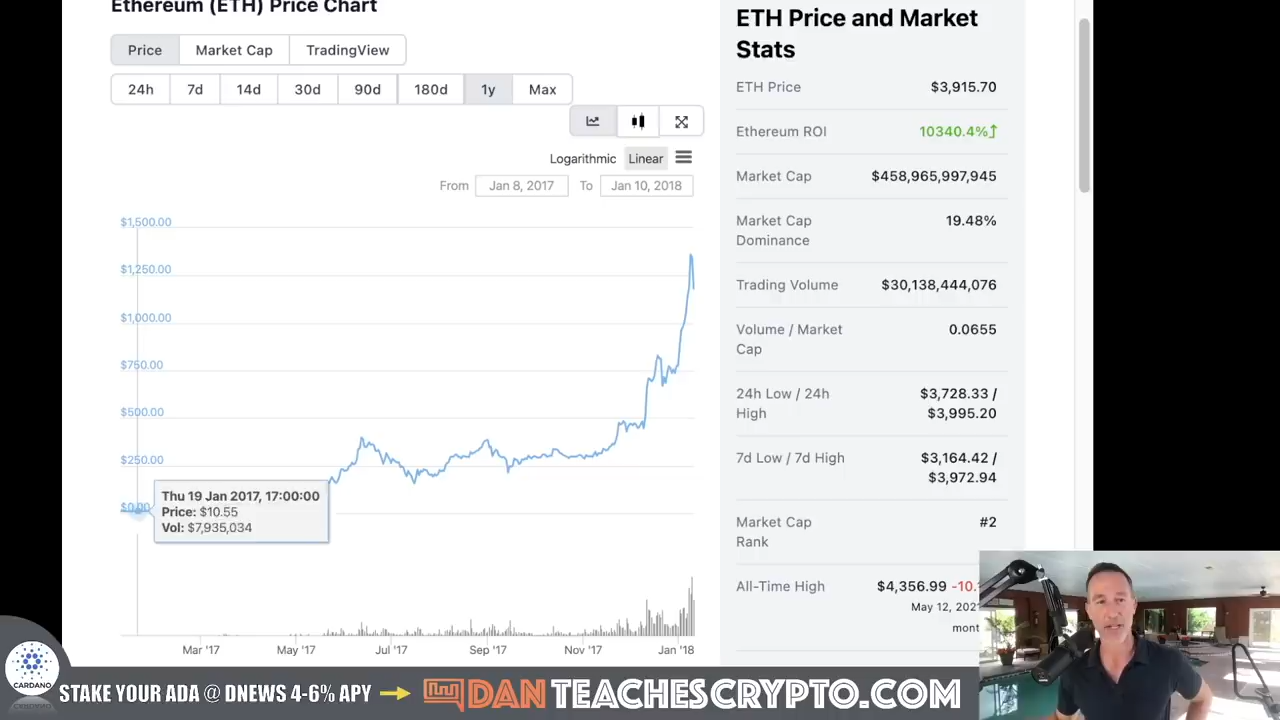 Ethereum (ETH) Price Chart
Price
Market Cap
TradingView
24h
7d
14d
30d
90d
180d
1y
Max
Logarithmic
Linear
From
Jan 8, 2017
To
Jan 10, 2018
$1,500.00
$1,250.00
$1,000.00
$750.00
$500.00
$250.00
$0.00
Thu 19 Jan 2017, 17:00:00
Price: $10.55
Vol: $7,935,034
Mar '17
May '17
Jul '17
Sep '17
Nov '17
Jan '18
ETH Price and Market
Stats
ETH Price
$3,915.70
Ethereum ROI
10340.4%
Market Cap
$458,965,997,945
Market Cap
Dominance
19.48%
Trading Volume
$30,138,444,076
Volume / Market
Cap
0.0655
24h Low / 24h
High
$3,728.33 /
$3,995.20
7d Low / 7d High
$3,164.42 /
$3,972.94
Market Cap
Rank
#2
All-Time High
$4,356.99 -10.
May 12, 202
mont
CARDANO
STAKE YOUR ADA @ DNEWS 4-6% APY
DANTEACHESCRYPTO.COM